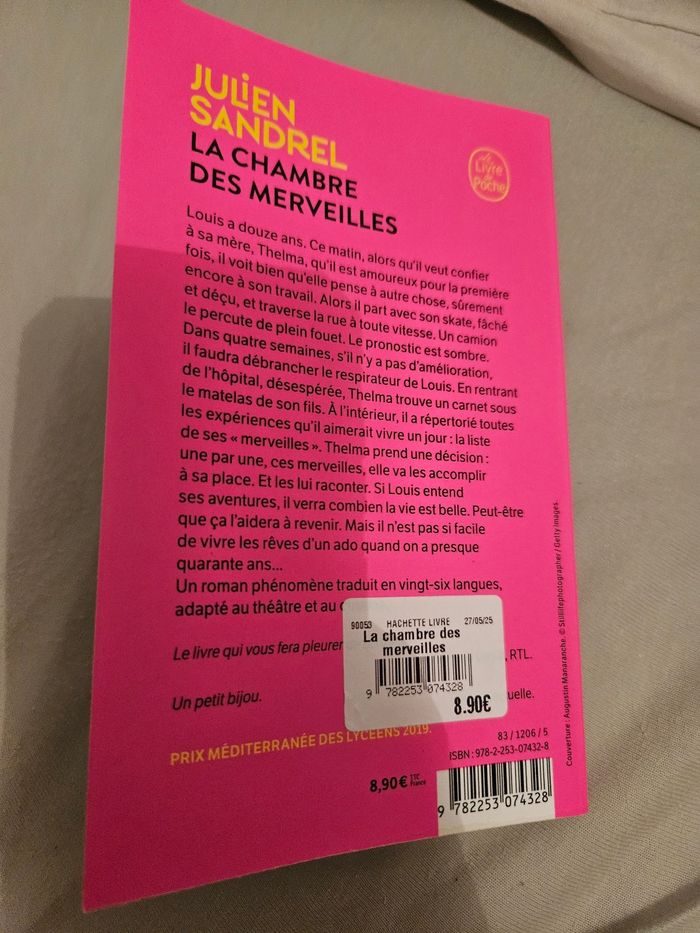 JULIEN
SANDREL
LA CHAMBRE
DES MERVEILLES
Le
Livre
de
Poche
Louis a douze ans. Ce matin, alors qu'il veut confier
à sa mère, Thelma, qu'il est amoureux pour la première
fois, il voit bien qu'elle pense à autre chose, sûrement
encore à son travail. Alors il part avec son skate, fâché
et déçu, et traverse la rue à toute vitesse. Un camion
le percute de plein fouet. Le pronostic est sombre.
Dans quatre semaines, s'il n'y a pas d'amélioration,
il faudra débrancher le respirateur de Louis. En rentrant
de l'hôpital, désespérée, Thelma trouve un carnet sous
le matelas de son fils. À l'intérieur, il a répertorié toutes
les expériences qu'il aimerait vivre un jour : la liste
de ses « merveilles ». Thelma prend une décision :
une par une, ces merveilles, elle va les accomplir
à sa place. Et les lui raconter. Si Louis entend
ses aventures, il verra combien la vie est belle. Peut-être
que ça l'aidera à revenir. Mais il n'est pas si facile
de vivre les rêves d'un ado quand on a presque
quarante ans...
Un roman phénomène traduit en vingt-six langues,
adapté au théâtre et au
90053 HACHETTE LIVRE 27/05/25
La chambre des
merveilles
9 782253 074328
8.90€
Le livre qui vous fera pleurer
, RTL.
Un petit bijou.
uelle.
PRIX MÉDITERRANÉE DES LYCÉENS 2019.
8,90€ TTC
France
83 / 1206 / 5
ISBN : 978-2-253-07432-8
9 782253 074328
Couverture : Augustin Manaranche. © Stilllifephotographer / Getty Images.